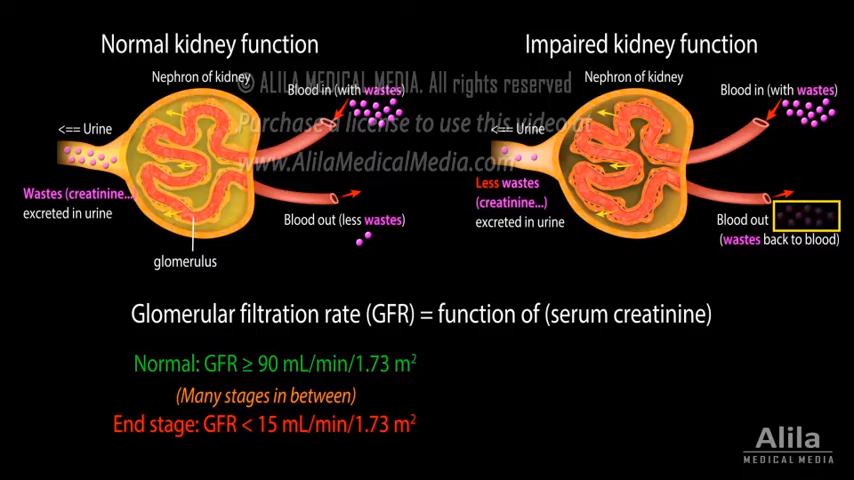 Normal kidney function
Impaired kidney function
Nephron of kidney
Nephron of kidney
© ALILA MEDICAL MEDIA. All rights reserved
Blood in (with wastes)
Blood in (with wastes)
Purchase a license to use this video at
<== Urine
<== Urine
www.AlilaMedicalMedia.com
Wastes (creatinine...)
excreted in urine
Less wastes
(creatinine...)
excreted in urine
Blood out (less wastes)
Blood out
(wastes back to blood)
glomerulus
Glomerular filtration rate (GFR) = function of (serum creatinine)
Normal: GFR ≥ 90 mL/min/1.73 m²
(Many stages in between)
End stage: GFR < 15 mL/min/1.73 m²
Alila
MEDICAL MEDIA